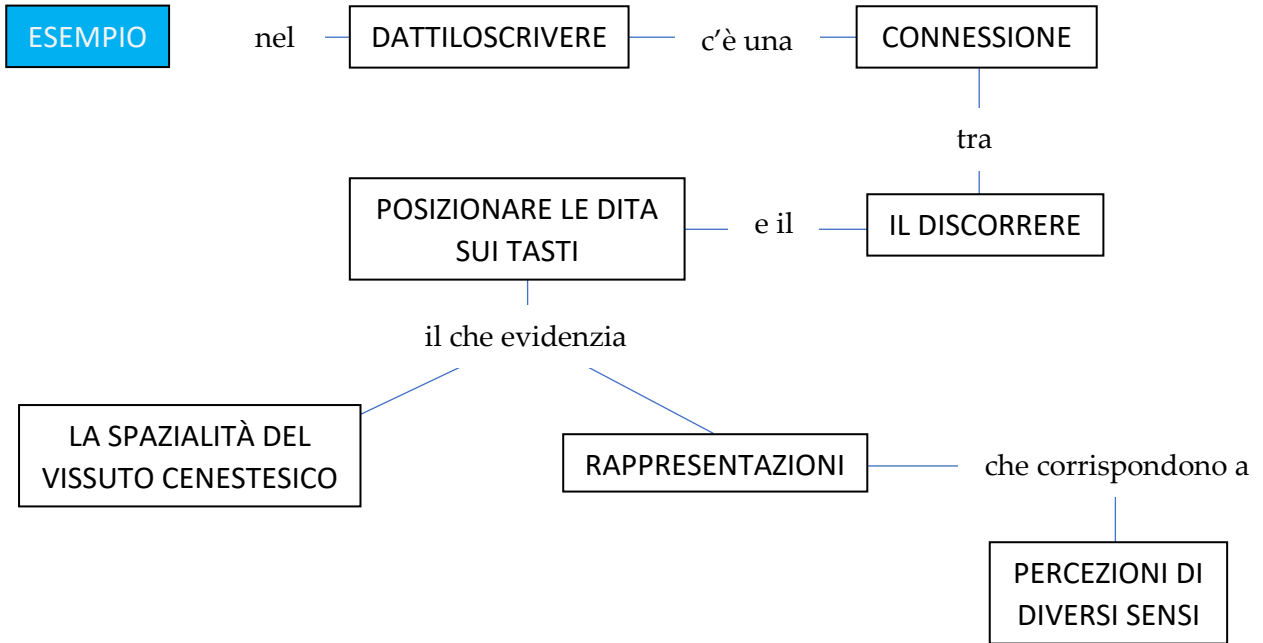 ESEMPIO
nel
DATTILOSCRIVERE
c’è una
CONNESSIONE
tra
IL DISCORRERE
e il
POSIZIONARE LE DITA
SUI TASTI
il che evidenzia
LA SPAZIALITÀ DEL
VISSUTO CENESTESICO
RAPPRESENTAZIONI
che corrispondono a
PERCEZIONI DI
DIVERSI SENSI